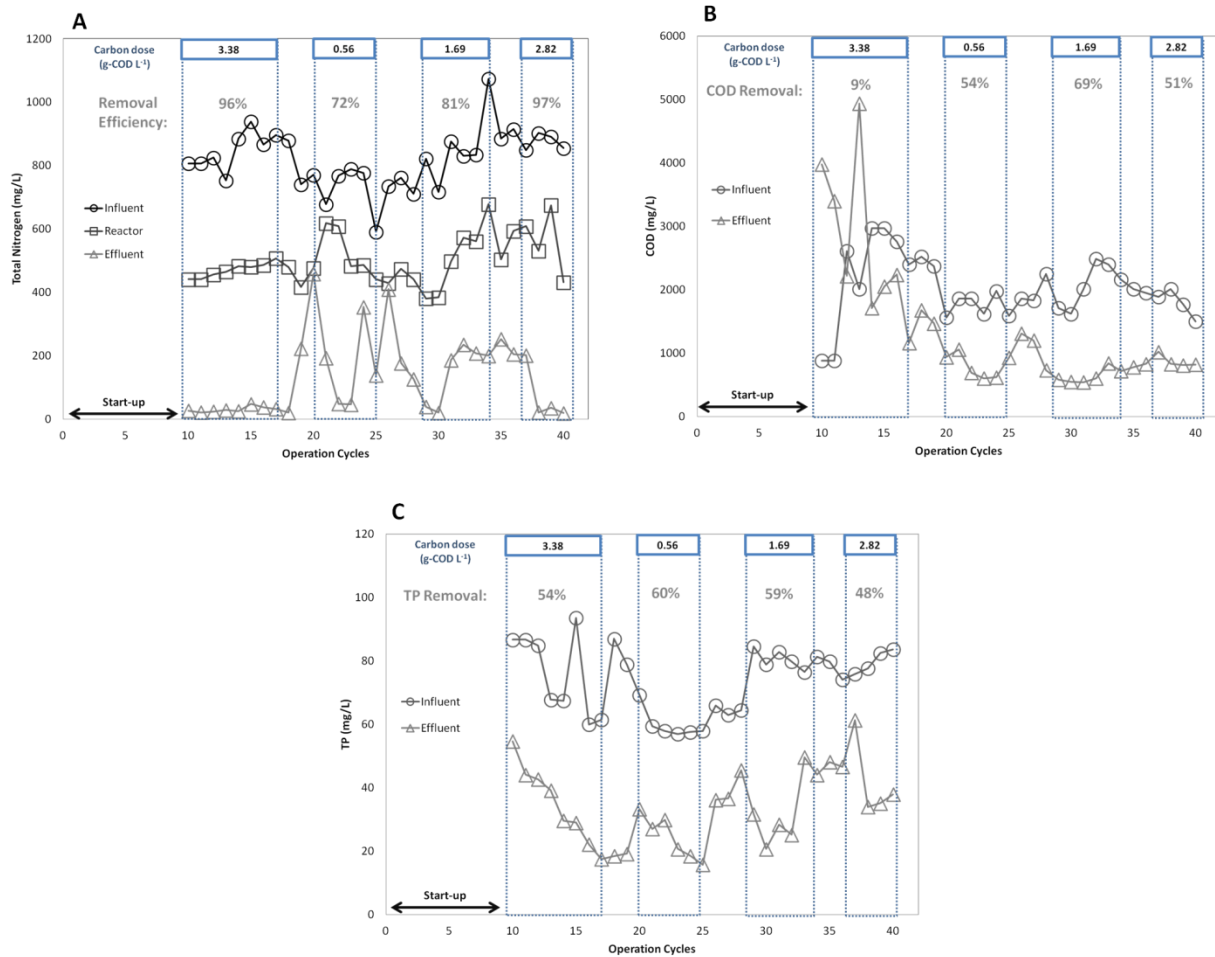 A
1200
1000
800
600
400
200
0
Total Nitrogen (mg/L)
Carbon dose
(g-COD L⁻¹)
3.38
0.56
1.69
2.82
Removal
Efficiency:
96%
72%
81%
97%
Influent
Reactor
Effluent
Start-up
0 5 10 15 20 25 30 35 40
Operation Cycles
B
6000
5000
4000
3000
2000
1000
0
COD (mg/L)
Carbon dose
(g-COD L⁻¹)
3.38
0.56
1.69
2.82
COD Removal:
9%
54%
69%
51%
Influent
Effluent
Start-up
0 5 10 15 20 25 30 35 40
Operation Cycles
C
120
100
80
60
40
20
0
TP (mg/L)
Carbon dose
(g-COD L⁻¹)
3.38
0.56
1.69
2.82
TP Removal:
54%
60%
59%
48%
Influent
Effluent
Start-up
0 5 10 15 20 25 30 35 40
Operation Cycles